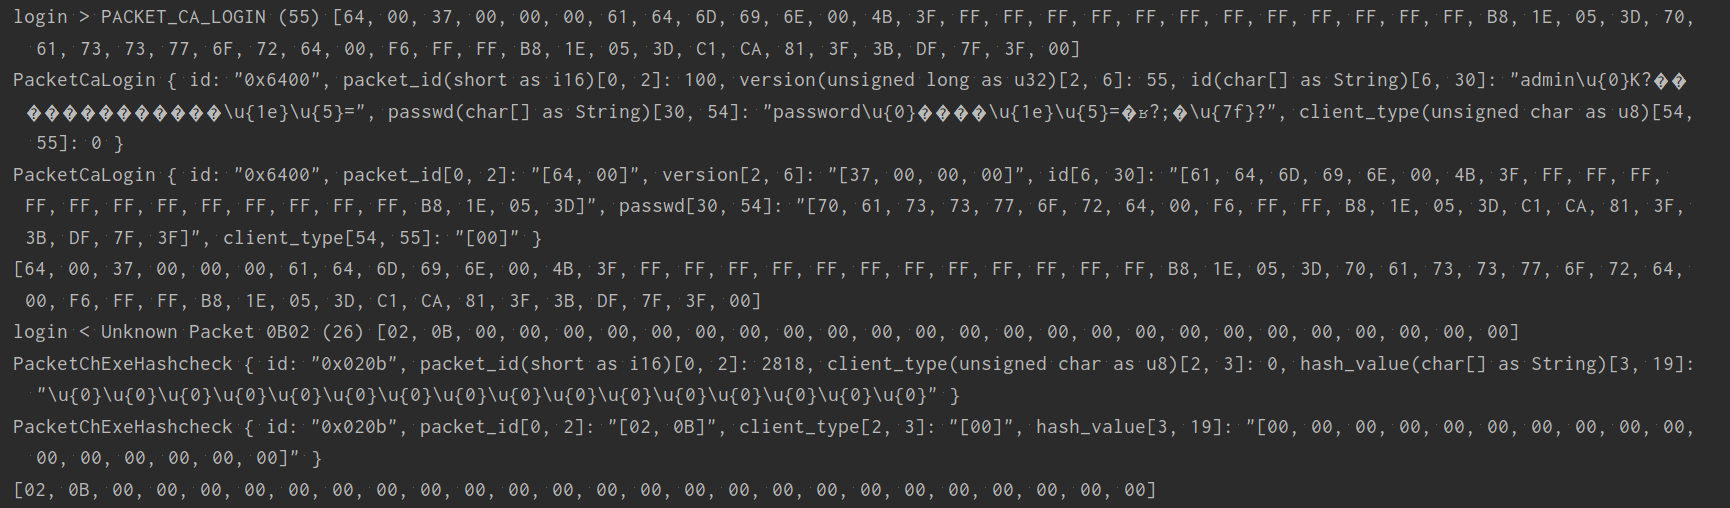 login > PACKET_CA_LOGIN (55) [64, 00, 37, 00, 00, 00, 61, 64, 6D, 69, 6E, 00, 4B, 3F, FF, FF, FF, FF, FF, FF, FF, FF, FF, FF, FF, FF, B8, 1E, 05, 3D, 70,
61, 73, 73, 77, 6F, 72, 64, 00, F6, FF, FF, B8, 1E, 05, 3D, C1, CA, 81, 3F, 3B, DF, 7F, 3F, 00]
PacketCaLogin { id: "0x6400", packet_id(short as i16)[0, 2]: 100, version(unsigned long as u32)[2, 6]: 55, id(char[] as String)[6, 30]: "admin\u{0}K?��
����������\u{1e}\u{5}=", passwd(char[] as String)[30, 54]: "password\u{0}����\u{1e}\u{5}=�ʁ?;�\u{7f}?", client_type(unsigned char as u8)[54,
55]: 0 }
PacketCaLogin { id: "0x6400", packet_id[0, 2]: "[64, 00]", version[2, 6]: "[37, 00, 00, 00]", id[6, 30]: "[61, 64, 6D, 69, 6E, 00, 4B, 3F, FF, FF, FF,
FF, FF, FF, FF, FF, FF, FF, FF, FF, B8, 1E, 05, 3D]", passwd[30, 54]: "[70, 61, 73, 73, 77, 6F, 72, 64, 00, F6, FF, FF, B8, 1E, 05, 3D, C1, CA, 81, 3F,
3B, DF, 7F, 3F]", client_type[54, 55]: "[00]" }
[64, 00, 37, 00, 00, 00, 61, 64, 6D, 69, 6E, 00, 4B, 3F, FF, FF, FF, FF, FF, FF, FF, FF, FF, FF, FF, FF, B8, 1E, 05, 3D, 70, 61, 73, 73, 77, 6F, 72, 64,
00, F6, FF, FF, B8, 1E, 05, 3D, C1, CA, 81, 3F, 3B, DF, 7F, 3F, 00]
login < Unknown Packet 0B02 (26) [02, 0B, 00, 00, 00, 00, 00, 00, 00, 00, 00, 00, 00, 00, 00, 00, 00, 00, 00, 00, 00, 00, 00, 00, 00, 00]
PacketChExeHashcheck { id: "0x020b", packet_id(short as i16)[0, 2]: 2818, client_type(unsigned char as u8)[2, 3]: 0, hash_value(char[] as String)[3, 19]:
"\u{0}\u{0}\u{0}\u{0}\u{0}\u{0}\u{0}\u{0}\u{0}\u{0}\u{0}\u{0}\u{0}\u{0}\u{0}\u{0}" }
PacketChExeHashcheck { id: "0x020b", packet_id[0, 2]: "[02, 0B]", client_type[2, 3]: "[00]", hash_value[3, 19]: "[00, 00, 00, 00, 00, 00, 00, 00, 00, 00,
00, 00, 00, 00, 00, 00]" }
[02, 0B, 00, 00, 00, 00, 00, 00, 00, 00, 00, 00, 00, 00, 00, 00, 00, 00, 00, 00, 00, 00, 00, 00, 00, 00]